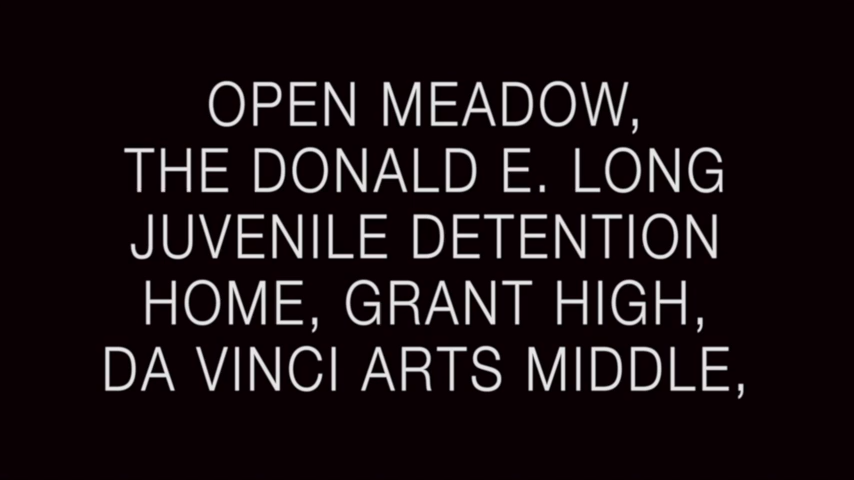 OPEN MEADOW,
THE DONALD E. LONG
JUVENILE DETENTION
HOME, GRANT HIGH,
DA VINCI ARTS MIDDLE,